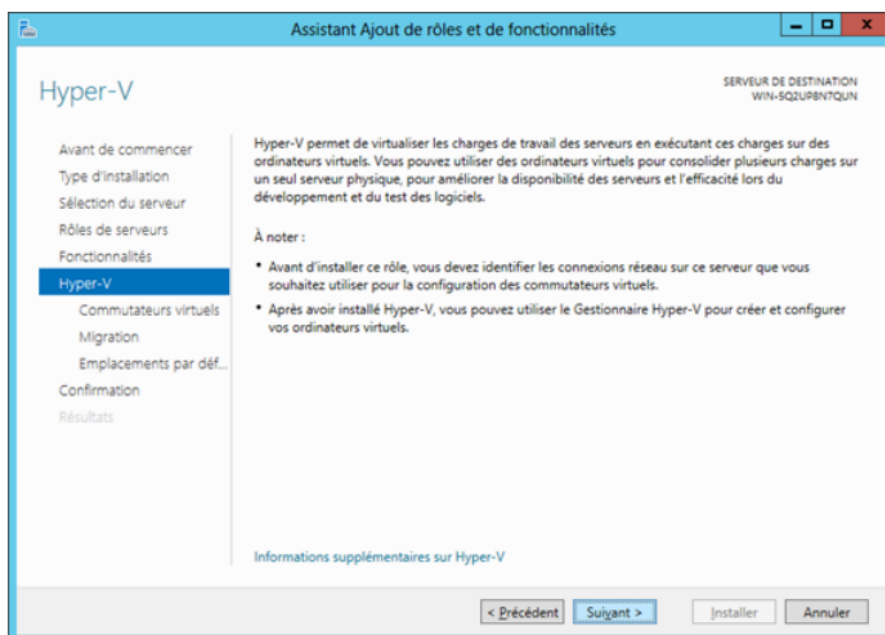 Assistant Ajout de rôles et de fonctionnalités
Hyper-V
SERVEUR DE DESTINATION
WIN-SQ2UP8N7QUN
Avant de commencer
Type d'installation
Sélection du serveur
Rôles de serveurs
Fonctionnalités
Hyper-V
Commutateurs virtuels
Migration
Emplacements par déf...
Confirmation
Résultats
Hyper-V permet de virtualiser les charges de travail des serveurs en exécutant ces charges sur des
ordinateurs virtuels. Vous pouvez utiliser des ordinateurs virtuels pour consolider plusieurs charges sur
un seul serveur physique, pour améliorer la disponibilité des serveurs et l'efficacité lors du
développement et du test des logiciels.
À noter :
• Avant d'installer ce rôle, vous devez identifier les connexions réseau sur ce serveur que vous
souhaitez utiliser pour la configuration des commutateurs virtuels.
• Après avoir installé Hyper-V, vous pouvez utiliser le Gestionnaire Hyper-V pour créer et configurer
vos ordinateurs virtuels.
Informations supplémentaires sur Hyper-V
< Précédent
Suivant >
Installer
Annuler